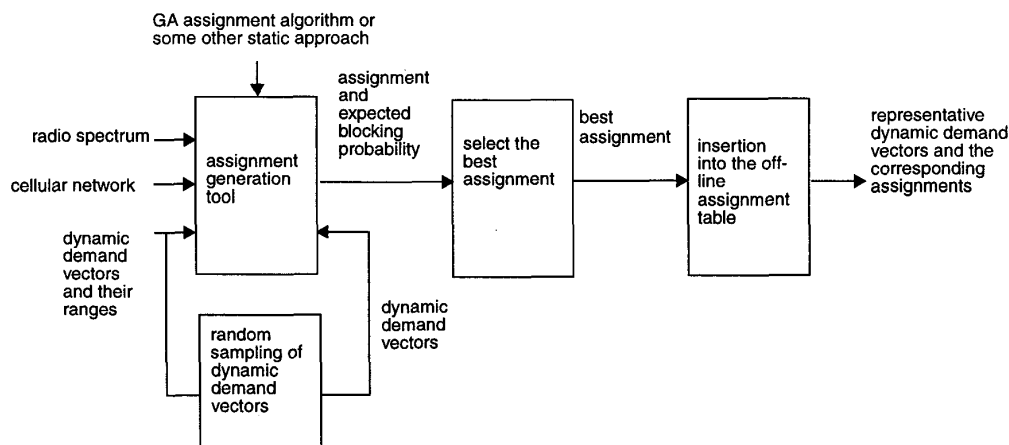 GA assignment algorithm or
some other static approach
radio spectrum
cellular network
dynamic
demand
vectors
and their
ranges
assignment
generation
tool
random
sampling of
dynamic
demand
vectors
dynamic
demand
vectors
assignment
and
expected
blocking
probability
select the
best
assignment
best
assignment
insertion
into the off-
line
assignment
table
representative
dynamic demand
vectors and the
corresponding
assignments